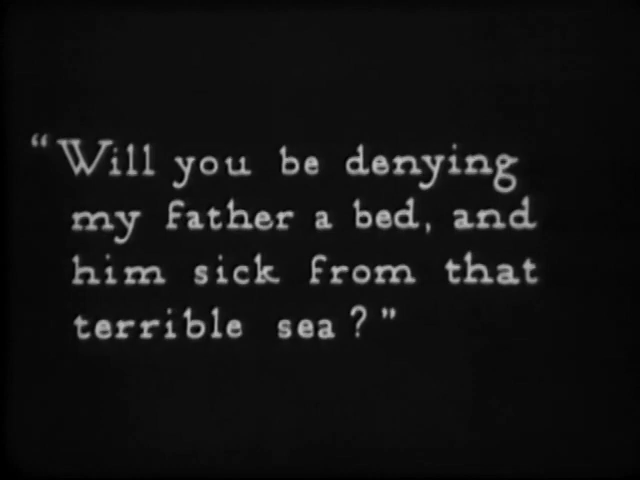 “Will you be denying
my father a bed, and
him sick from that
terrible sea?”